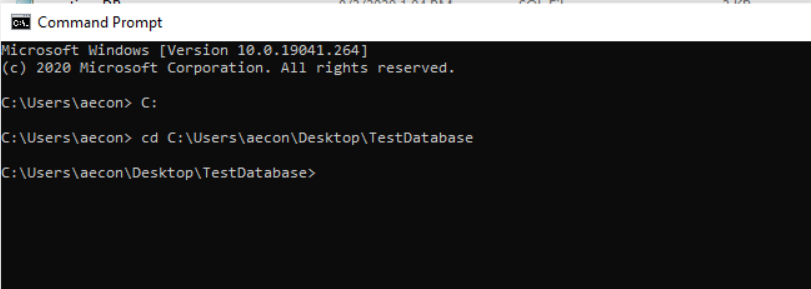 Command Prompt
Microsoft Windows [Version 10.0.19041.264]
(c) 2020 Microsoft Corporation. All rights reserved.
C:\Users\aecon> C:
C:\Users\aecon> cd C:\Users\aecon\Desktop\TestDatabase
C:\Users\aecon\Desktop\TestDatabase>